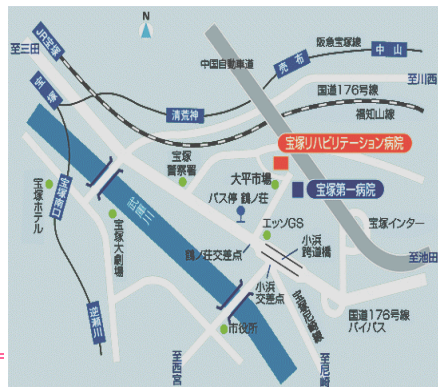 N
JR宝塚
至三田
阪急宝塚線
中山
売布
中国自動車道
国道176号線
至川西
宝塚
清荒神
福知山線
宝塚リハビリテーション病院
宝塚
警察署
大平市場
宝塚第一病院
バス停 鶴ノ荘
宝塚ホテル
宝塚南口
宝塚大劇場
武庫川
エッソGS
宝塚インター
鶴ノ荘交差点
小浜
跨道橋
至池田
小浜
交差点
国道176号線
バイパス
逆瀬川
市役所
至西宮
至尼崎